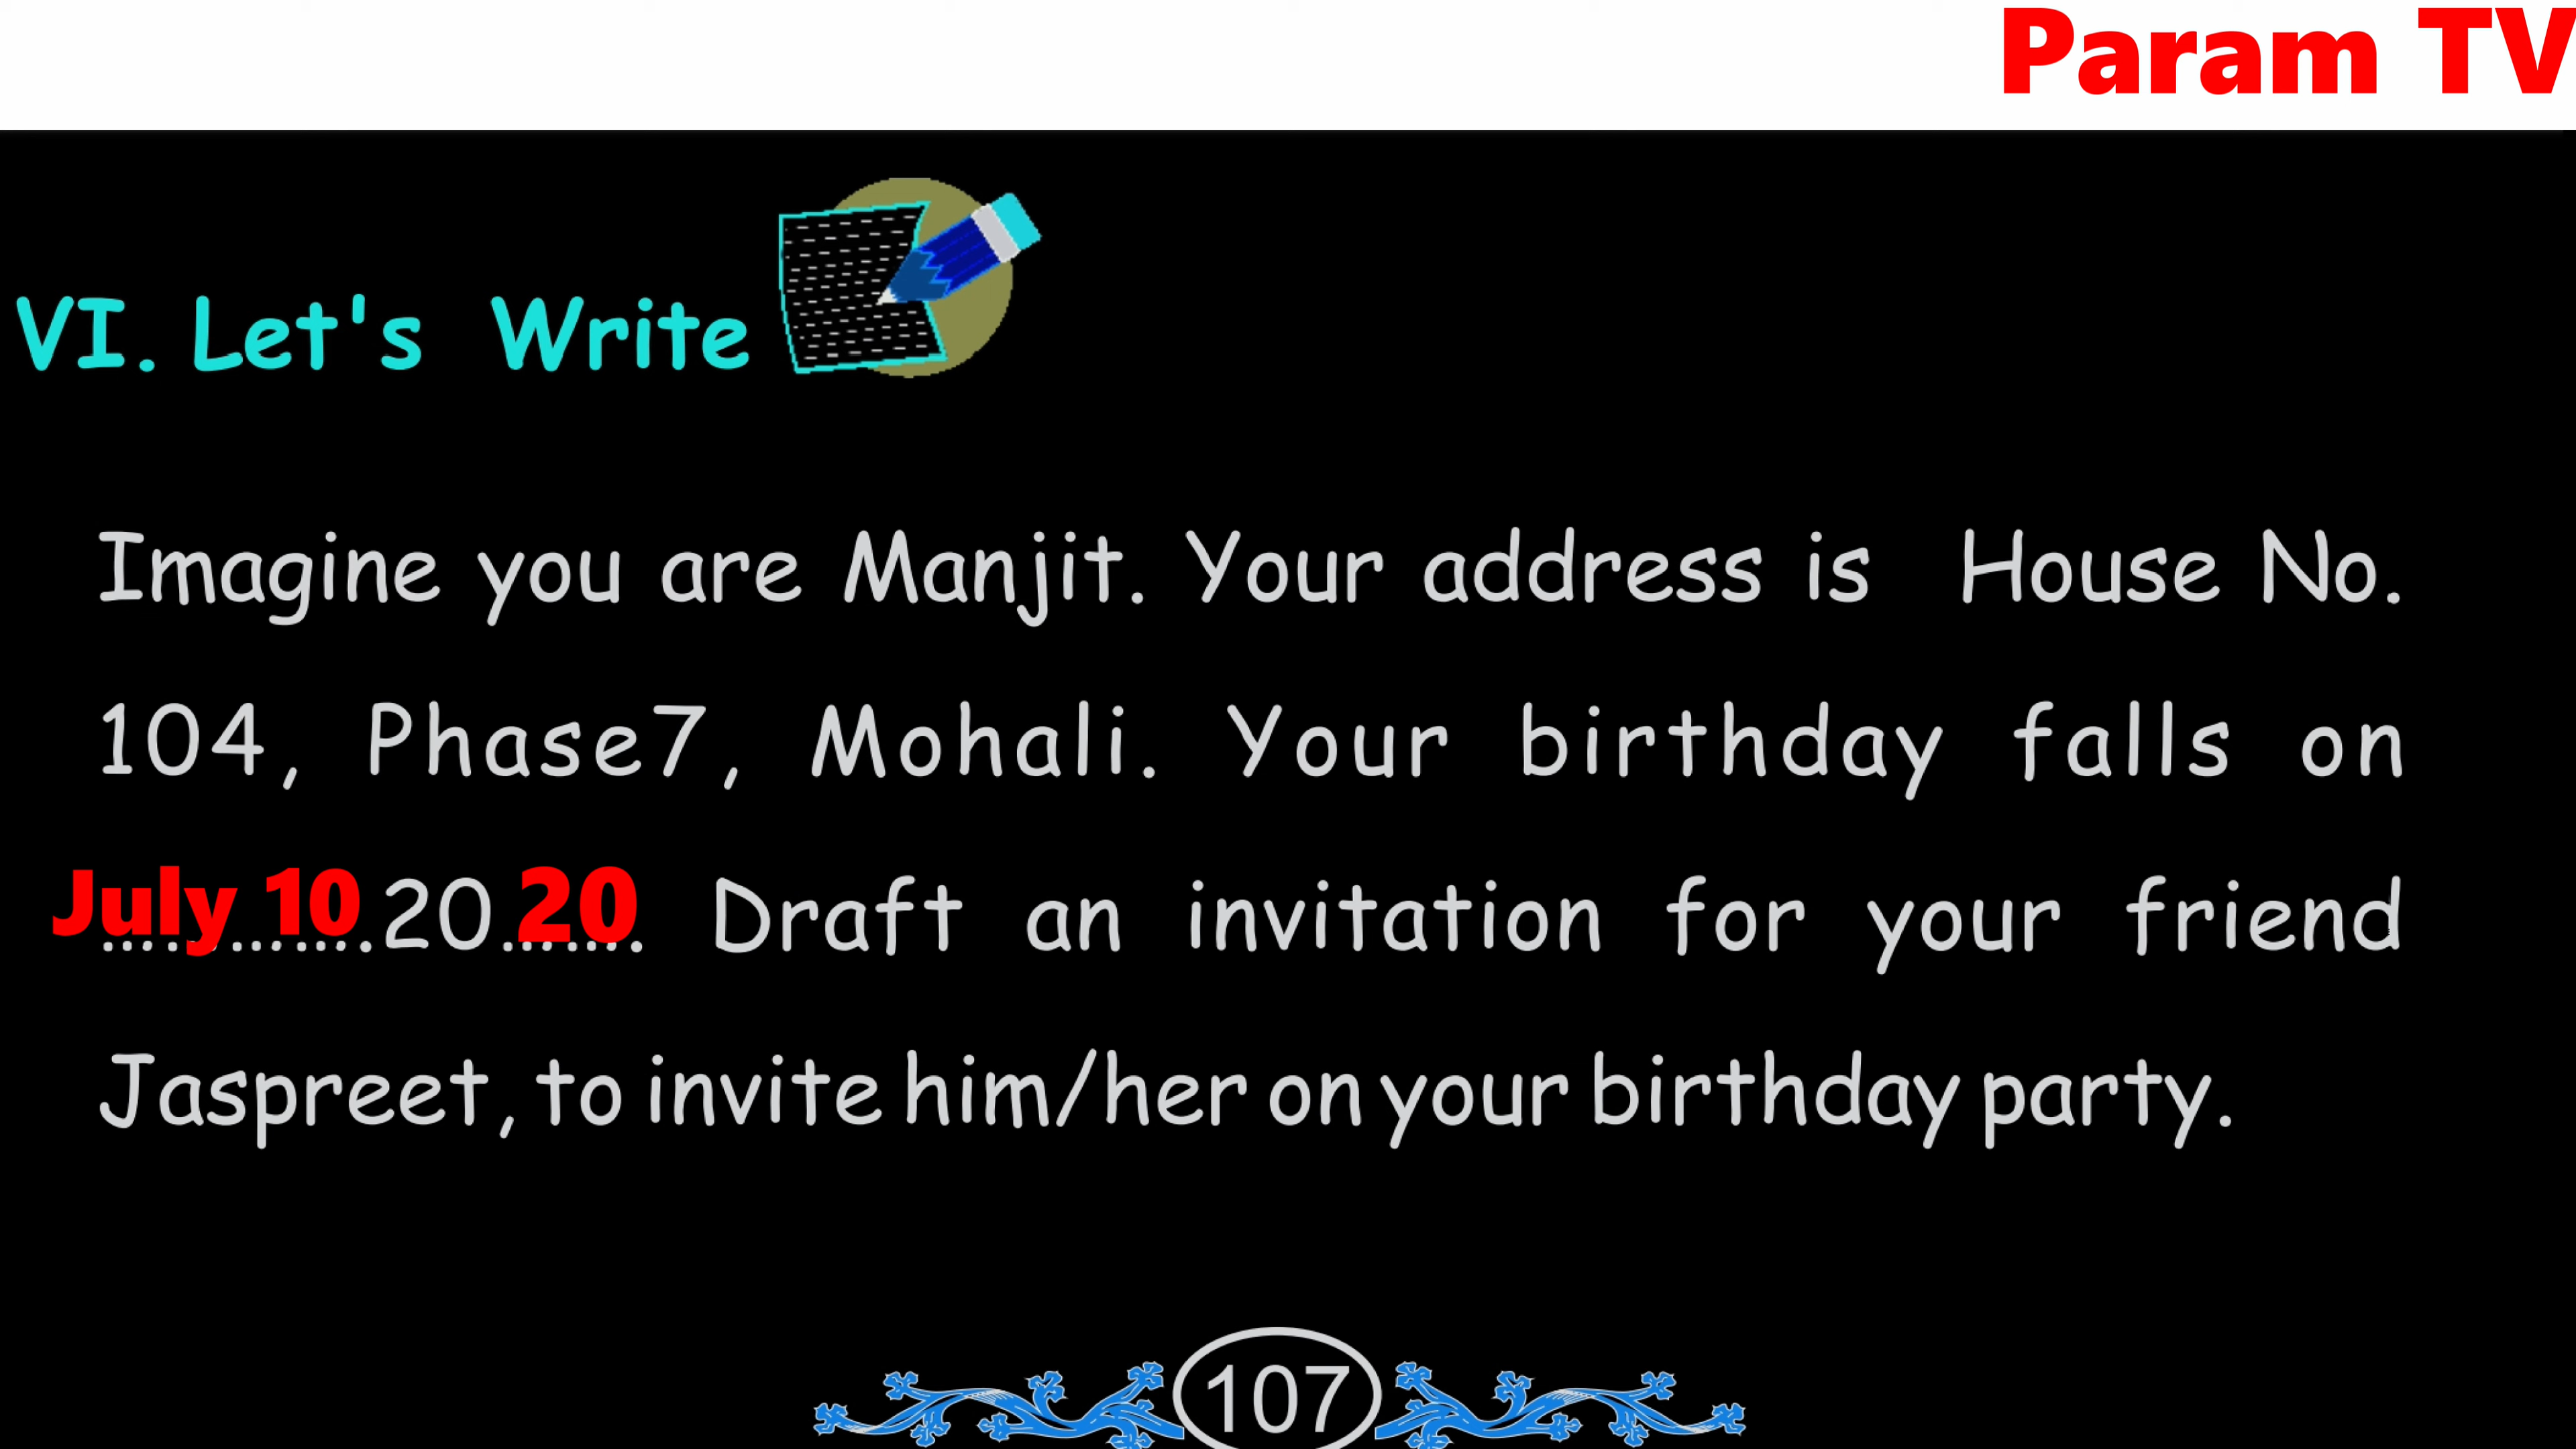 Param TV
VI. Let's Write
Imagine you are Manjit. Your address is House No.
104, Phase7, Mohali. Your birthday falls on
July 10 ..............20 20 ......... Draft an invitation for your friend
Jaspreet, to invite him/her on your birthday party.
107